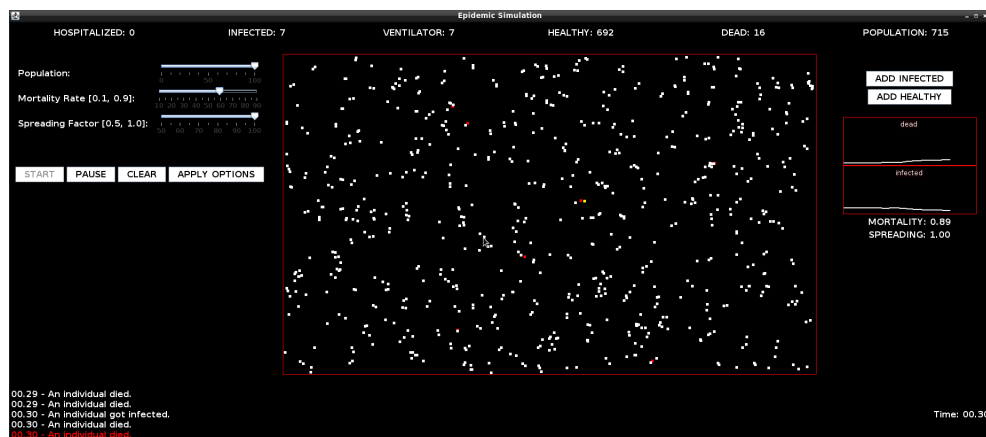 Epidemic Simulation
HOSPITALIZED: 0 INFECTED: 7 VENTILATOR: 7 HEALTHY: 692 DEAD: 16 POPULATION: 715
Population:
0 50 100
Mortality Rate [0.1, 0.9]:
10 20 30 40 50 60 70 80 90
Spreading Factor [0.5, 1.0]:
50 60 70 80 90 100
START PAUSE CLEAR APPLY OPTIONS
ADD INFECTED
ADD HEALTHY
dead
infected
MORTALITY: 0.89
SPREADING: 1.00
00.29 - An individual died.
00.29 - An individual died.
00.30 - An individual got infected.
00.30 - An individual died.
00.30 - An individual died.
Time: 00.30